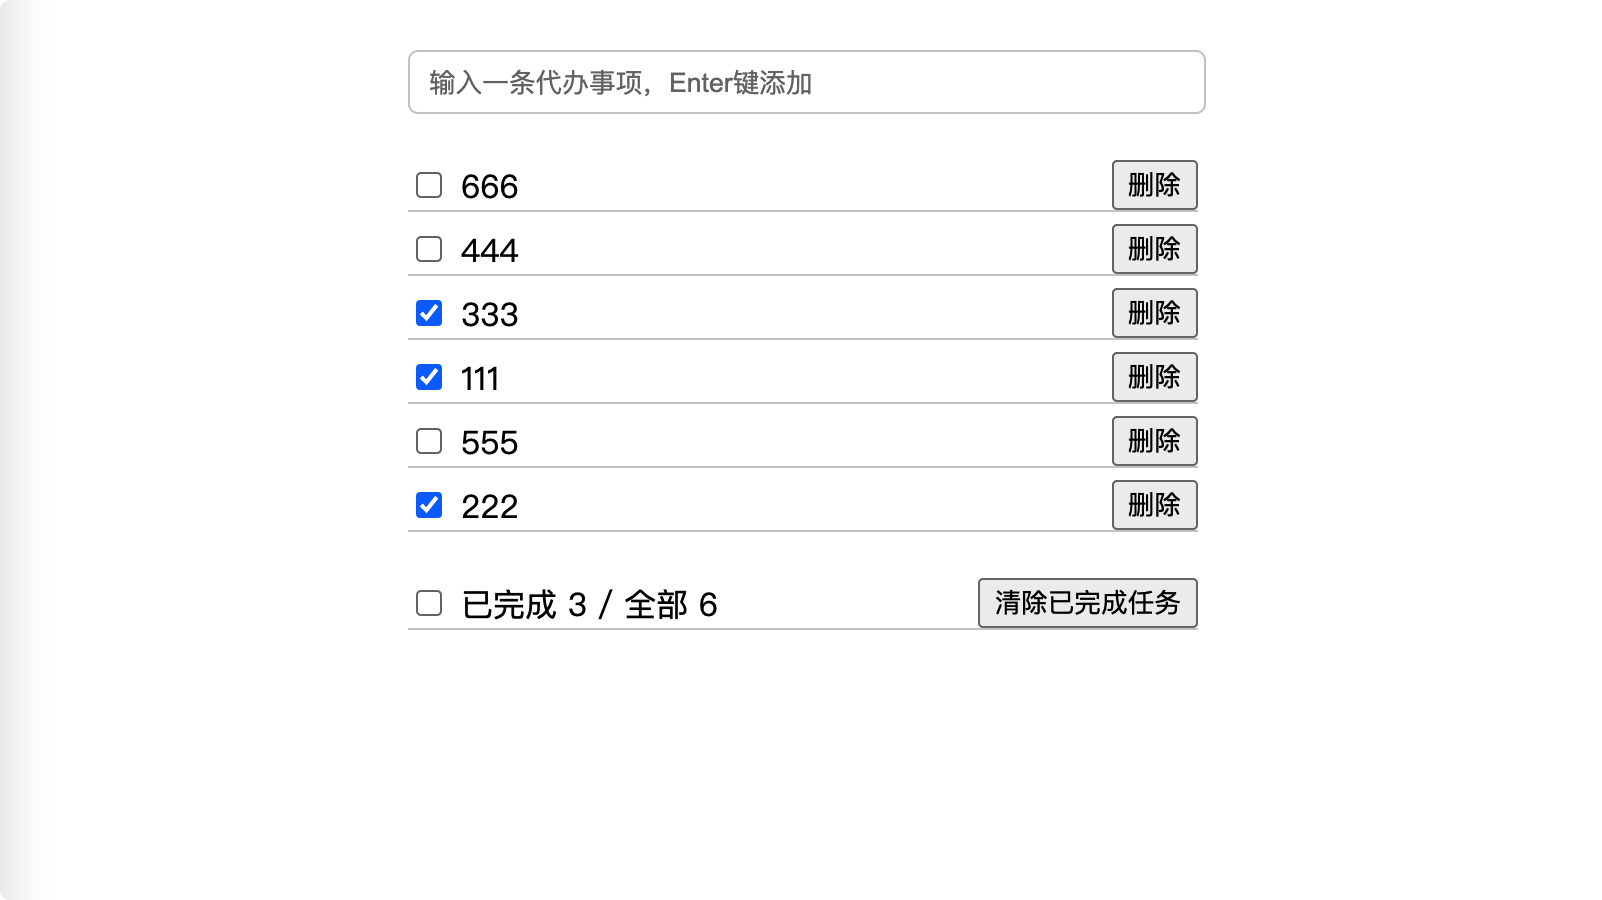 输入一条代办事项，Enter键添加
666 删除
444 删除
333 删除
111 删除
555 删除
222 删除
已完成 3 / 全部 6 清除已完成任务